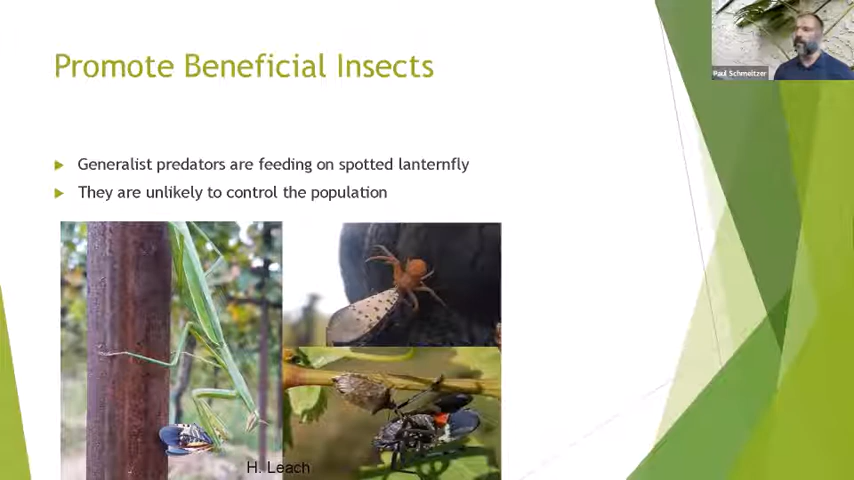 Promote Beneficial Insects
Paul Schmeltzer
Generalist predators are feeding on spotted lanternfly
They are unlikely to control the population
H. Leach